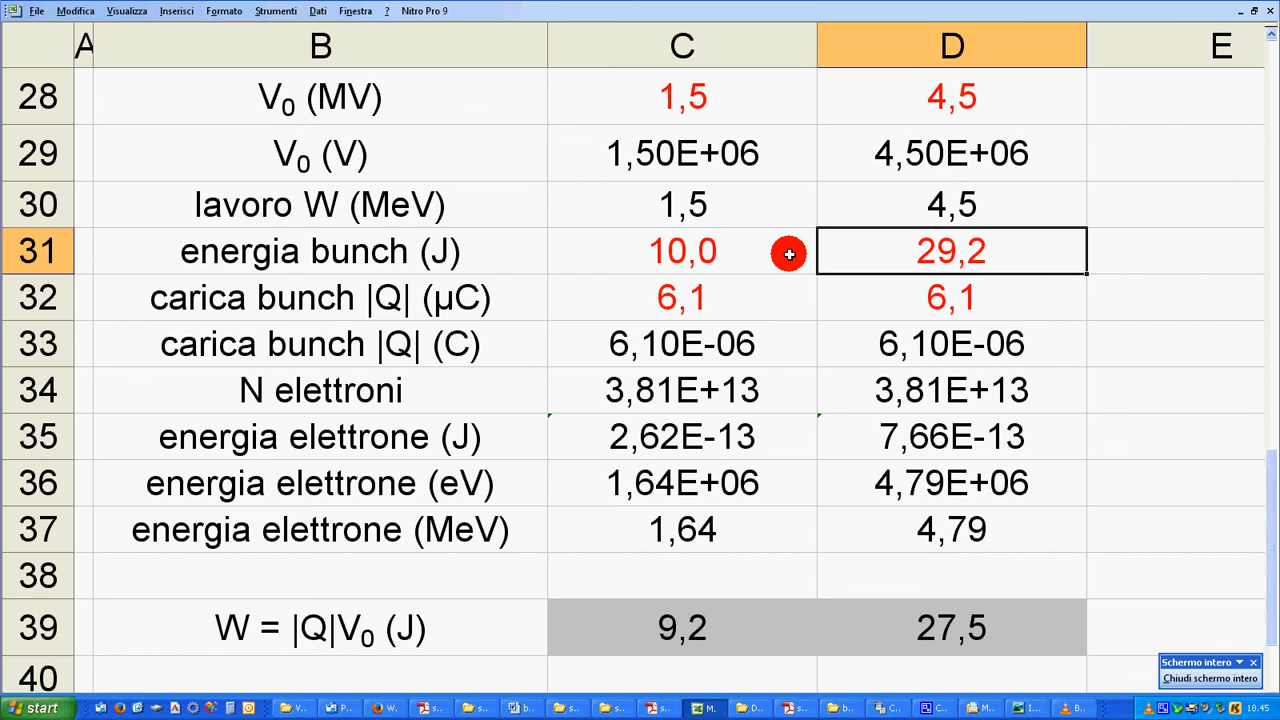 File Modifica Visualizza Inserisci Formato Strumenti Dati Finestra ? Nitro Pro 9
A B C D E
28 V₀ (MV) 1,5 4,5
29 V₀ (V) 1,50E+06 4,50E+06
30 lavoro W (MeV) 1,5 4,5
31 energia bunch (J) 10,0 29,2
32 carica bunch |Q| (µC) 6,1 6,1
33 carica bunch |Q| (C) 6,10E-06 6,10E-06
34 N elettroni 3,81E+13 3,81E+13
35 energia elettrone (J) 2,62E-13 7,66E-13
36 energia elettrone (eV) 1,64E+06 4,79E+06
37 energia elettrone (MeV) 1,64 4,79
38
39 W = |Q|V₀ (J) 9,2 27,5
40
Schermo intero
Chiudi schermo intero
start V... P... W... s... s... b... s... s... s... M... D... s... b... C... C... I... B... 18.45